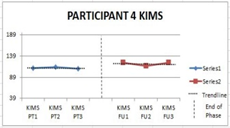 PARTICIPANT 4 KIMS
189
139
89
39
KIMS PT1
KIMS PT2
KIMS PT3
KIMS FU1
KIMS FU2
KIMS FU3
Series1
Series2
Trendline
End of
Phase